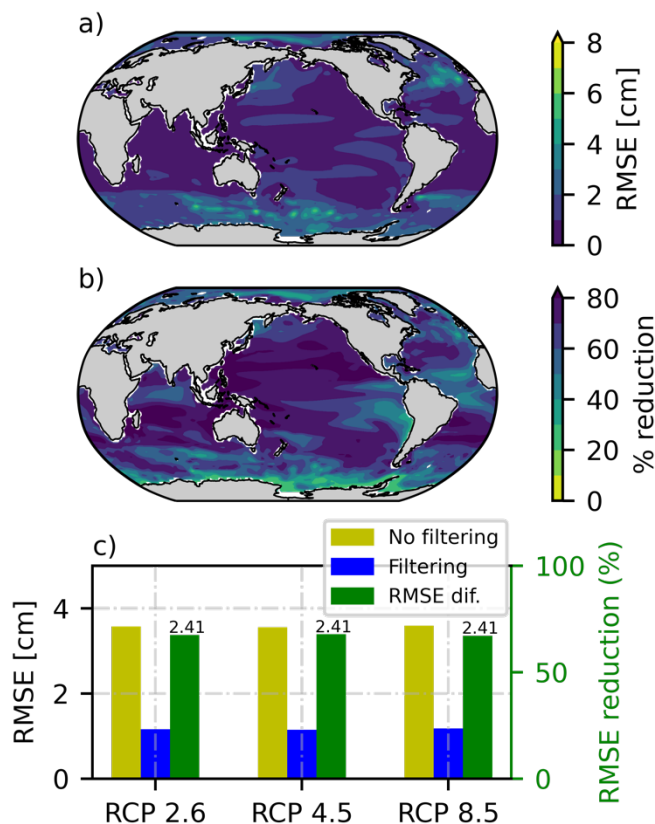 a)
8
6
4
2
0
RMSE [cm]
b)
80
60
40
20
0
% reduction
c)
No filtering
Filtering
RMSE dif.
4
2
0
RMSE [cm]
2.41
2.41
2.41
100
50
0
RMSE reduction (%)
RCP 2.6
RCP 4.5
RCP 8.5